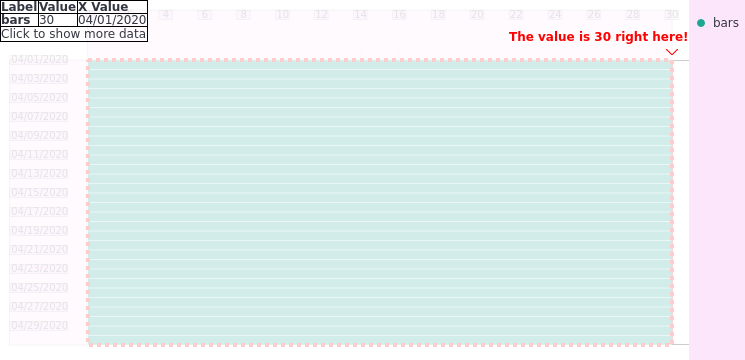 Label Value X Value
bars 30 04/01/2020
Click to show more data
4 6 8 10 12 14 16 18 20 22 24 26 28 30
The value is 30 right here!
bars
04/01/2020
04/03/2020
04/05/2020
04/07/2020
04/09/2020
04/11/2020
04/13/2020
04/15/2020
04/17/2020
04/19/2020
04/21/2020
04/23/2020
04/25/2020
04/27/2020
04/29/2020